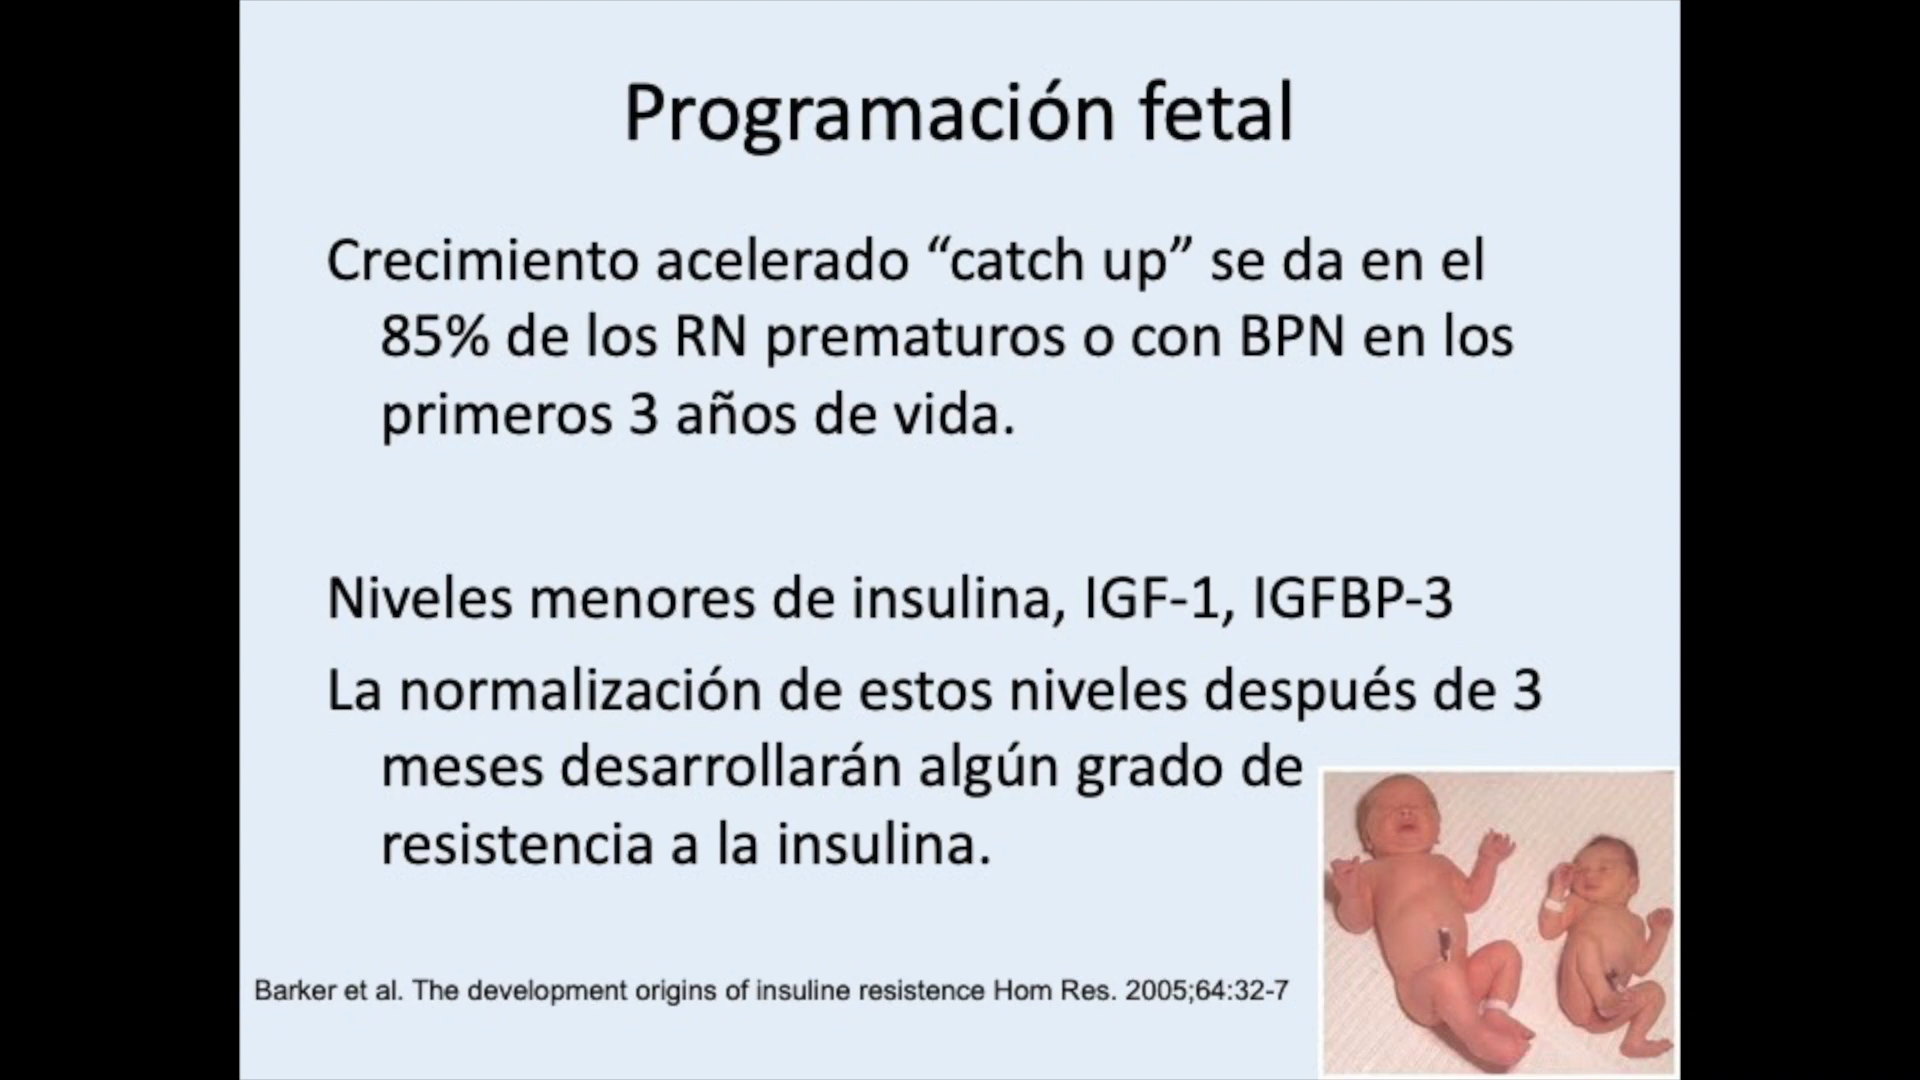 Programación fetal
Crecimiento acelerado “catch up” se da en el
85% de los RN prematuros o con BPN en los
primeros 3 años de vida.
Niveles menores de insulina, IGF-1, IGFBP-3
La normalización de estos niveles después de 3
meses desarrollarán algún grado de
resistencia a la insulina.
Barker et al. The development origins of insuline resistence Hom Res. 2005;64:32-7